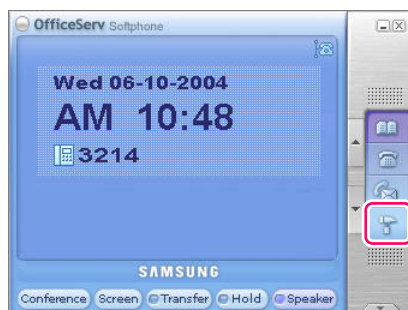 OfficeServ Softphone
Wed 06-10-2004
AM 10:48
3214
SAMSUNG
Conference Screen Transfer Hold Speaker